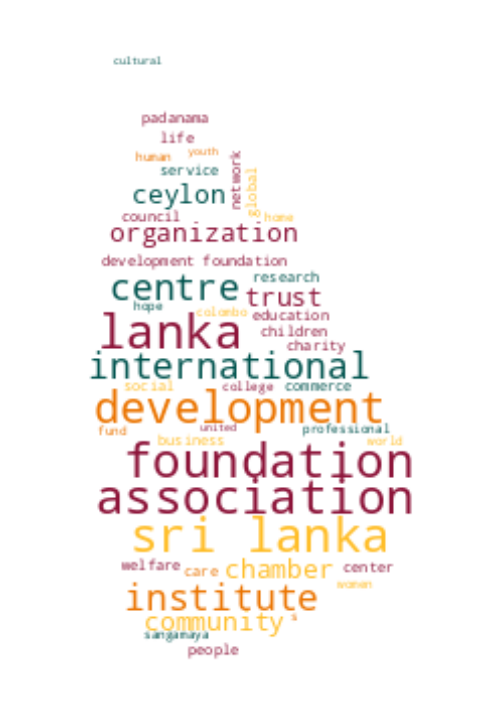 cultural
padanama
life
human youth
service
network
global
ceylon
council
home
organization
development foundation
research
centre
trust
hope
colombo
education
lanka
children
charity
international
social
college
commerce
development
fund
united
professional
business
world
foundation
association
sri lanka
welfare
care
chamber
center
women
institute
community
s
sangamaya
people